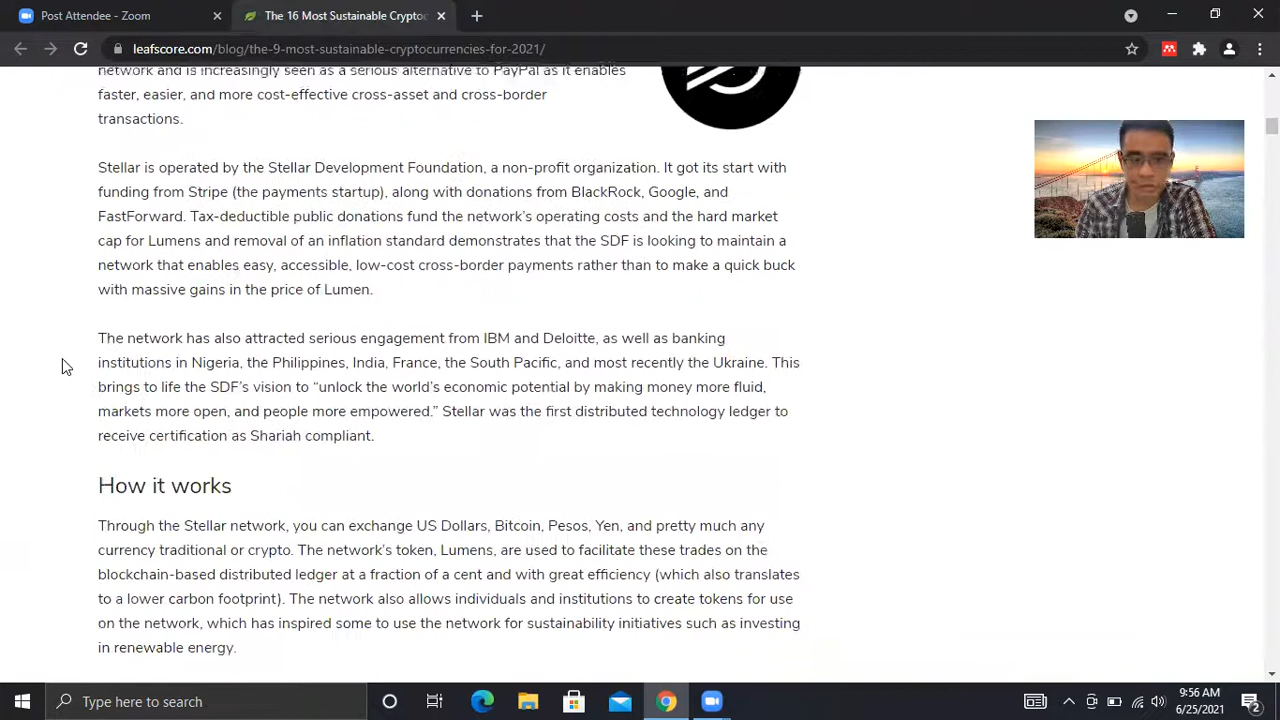 Post Attendee - Zoom
The 16 Most Sustainable Cryptoc
leafscore.com/blog/the-9-most-sustainable-cryptocurrencies-for-2021/
network and is increasingly seen as a serious alternative to PayPal as it enables
faster, easier, and more cost-effective cross-asset and cross-border
transactions.
Stellar is operated by the Stellar Development Foundation, a non-profit organization. It got its start with
funding from Stripe (the payments startup), along with donations from BlackRock, Google, and
FastForward. Tax-deductible public donations fund the network's operating costs and the hard market
cap for Lumens and removal of an inflation standard demonstrates that the SDF is looking to maintain a
network that enables easy, accessible, low-cost cross-border payments rather than to make a quick buck
with massive gains in the price of Lumen.
The network has also attracted serious engagement from IBM and Deloitte, as well as banking
institutions in Nigeria, the Philippines, India, France, the South Pacific, and most recently the Ukraine. This
brings to life the SDF's vision to “unlock the world's economic potential by making money more fluid,
markets more open, and people more empowered.” Stellar was the first distributed technology ledger to
receive certification as Shariah compliant.
How it works
Through the Stellar network, you can exchange US Dollars, Bitcoin, Pesos, Yen, and pretty much any
currency traditional or crypto. The network's token, Lumens, are used to facilitate these trades on the
blockchain-based distributed ledger at a fraction of a cent and with great efficiency (which also translates
to a lower carbon footprint). The network also allows individuals and institutions to create tokens for use
on the network, which has inspired some to use the network for sustainability initiatives such as investing
in renewable energy.
Type here to search
9:56 AM
6/25/2021
2